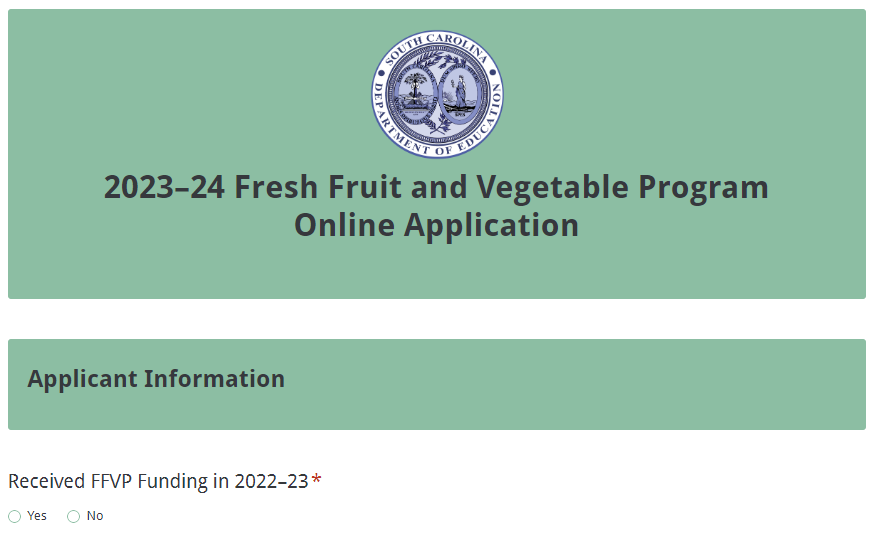 SOUTH CAROLINA
DEPARTMENT OF EDUCATION
2023–24 Fresh Fruit and Vegetable Program
Online Application
Applicant Information
Received FFVP Funding in 2022–23*
Yes No